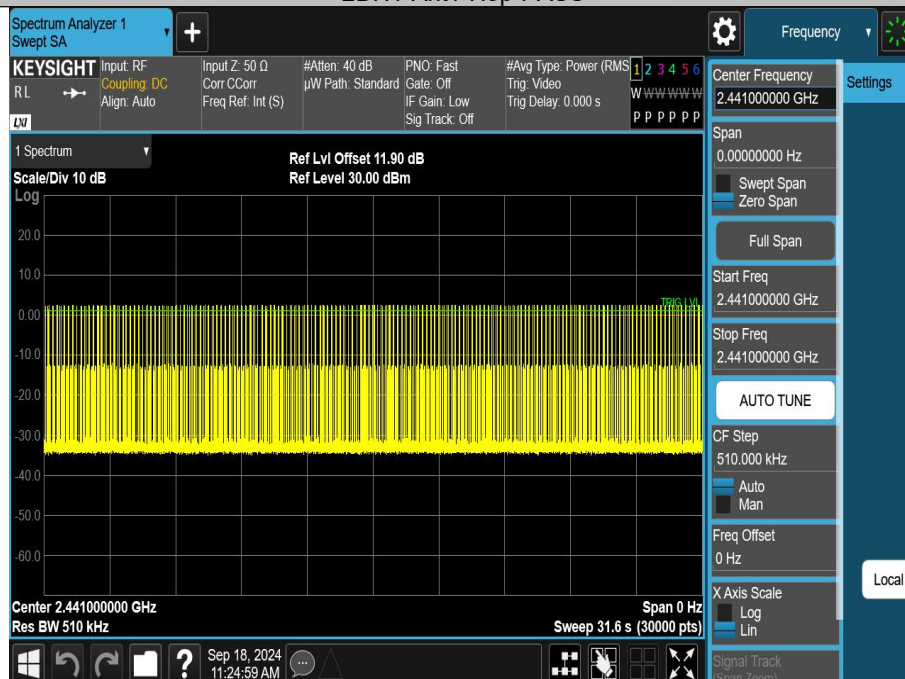 Spectrum Analyzer 1
Swept SA
Frequency
KEYSIGHT
RL
LXI
Input: RF
Coupling: DC
Align: Auto
Input Z: 50 Ω
Corr CCorr
Freq Ref: Int (S)
#Atten: 40 dB
µW Path: Standard
PNO: Fast
Gate: Off
IF Gain: Low
Sig Track: Off
#Avg Type: Power (RMS
Trig: Video
Trig Delay: 0.000 s
1 2 3 4 5 6
W W W W W W
P P P P P P
Center Frequency
2.441000000 GHz
Settings
Span
0.00000000 Hz
Swept Span
Zero Span
Full Span
Start Freq
2.441000000 GHz
Stop Freq
2.441000000 GHz
AUTO TUNE
CF Step
510.000 kHz
Auto
Man
Freq Offset
0 Hz
X Axis Scale
Log
Lin
Signal Track
(Span Zoom)
Local
1 Spectrum
Scale/Div 10 dB
Log
Ref Lvl Offset 11.90 dB
Ref Level 30.00 dBm
20.0
10.0
TRIG LVL
0.00
-10.0
-20.0
-30.0
-40.0
-50.0
-60.0
Center 2.441000000 GHz
Res BW 510 kHz
Span 0 Hz
Sweep 31.6 s (30000 pts)
?
Sep 18, 2024
11:24:59 AM